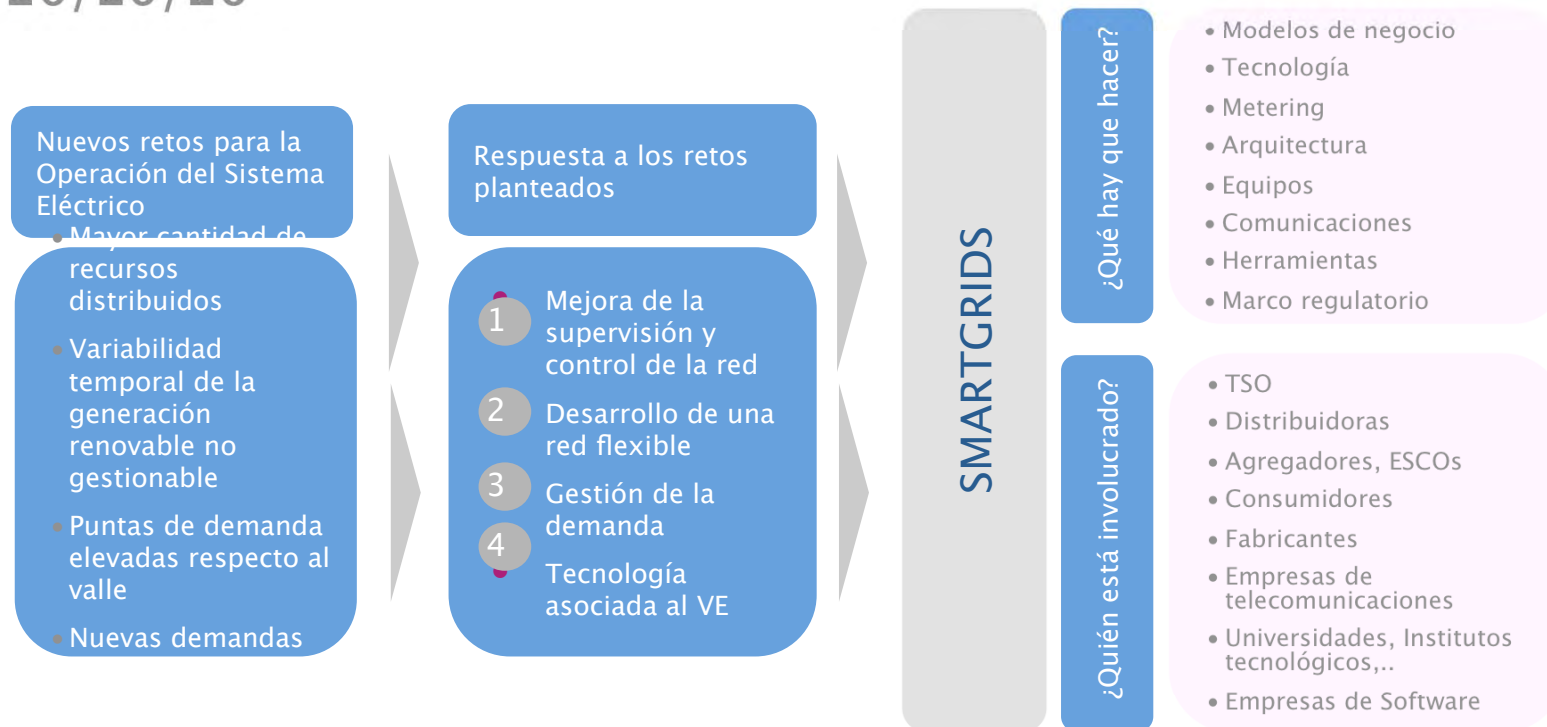 Nuevos retos para la
Operación del Sistema
Eléctrico
• Mayor cantidad de
recursos
distribuidos
• Variabilidad
temporal de la
generación
renovable no
gestionable
• Puntas de demanda
elevadas respecto al
valle
• Nuevas demandas
Respuesta a los retos
planteados
1 Mejora de la
supervisión y
control de la red
2 Desarrollo de una
red flexible
3 Gestión de la
demanda
4 Tecnología
asociada al VE
SMARTGRIDS
¿Qué hay que hacer?
• Modelos de negocio
• Tecnología
• Metering
• Arquitectura
• Equipos
• Comunicaciones
• Herramientas
• Marco regulatorio
¿Quién está involucrado?
• TSO
• Distribuidoras
• Agregadores, ESCOs
• Consumidores
• Fabricantes
• Empresas de
telecomunicaciones
• Universidades, Institutos
tecnológicos,..
• Empresas de Software